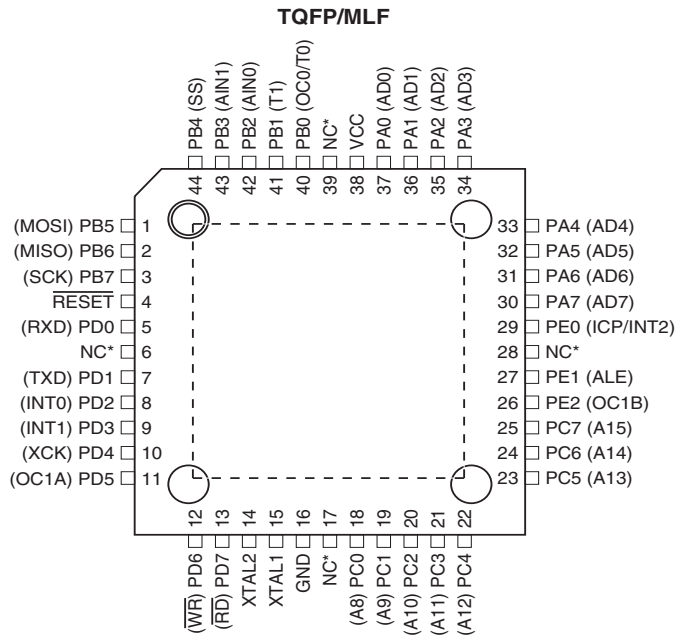 TQFP/MLF
PB4 (SS)
PB3 (AIN1)
PB2 (AIN0)
PB1 (T1)
PB0 (OC0/T0)
NC*
VCC
PA0 (AD0)
PA1 (AD1)
PA2 (AD2)
PA3 (AD3)
44
43
42
41
40
39
38
37
36
35
34
(MOSI) PB5 1
(MISO) PB6 2
(SCK) PB7 3
RESET 4
(RXD) PD0 5
NC* 6
(TXD) PD1 7
(INT0) PD2 8
(INT1) PD3 9
(XCK) PD4 10
(OC1A) PD5 11
33 PA4 (AD4)
32 PA5 (AD5)
31 PA6 (AD6)
30 PA7 (AD7)
29 PE0 (ICP/INT2)
28 NC*
27 PE1 (ALE)
26 PE2 (OC1B)
25 PC7 (A15)
24 PC6 (A14)
23 PC5 (A13)
12
13
14
15
16
17
18
19
20
21
22
(WR) PD6
(RD) PD7
XTAL2
XTAL1
GND
NC*
(A8) PC0
(A9) PC1
(A10) PC2
(A11) PC3
(A12) PC4